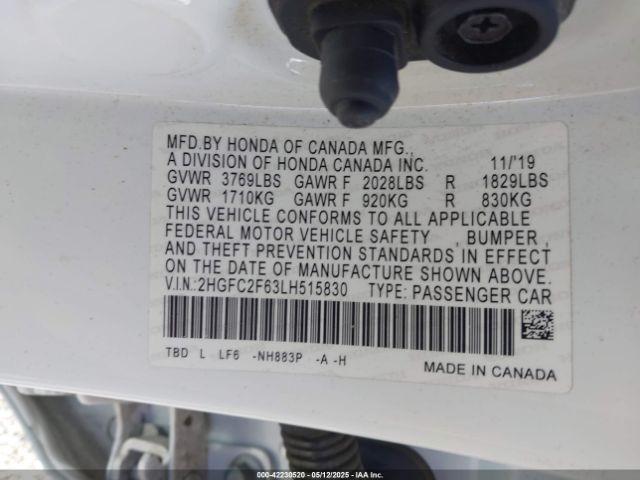 MFD.BY HONDA OF CANADA MFG.,
A DIVISION OF HONDA CANADA INC. 11/'19
GVWR 3769LBS GAWR F 2028LBS R 1829LBS
GVWR 1710KG GAWR F 920KG R 830KG
THIS VEHICLE CONFORMS TO ALL APPLICABLE
FEDERAL MOTOR VEHICLE SAFETY , BUMPER ,
AND THEFT PREVENTION STANDARDS IN EFFECT
ON THE DATE OF MANUFACTURE SHOWN ABOVE.
V.I.N.:2HGFC2F63LH515830 TYPE: PASSENGER CAR
TBD L LF6 -NH883P -A -H
MADE IN CANADA
000-42230520 - 05/12/2025 - IAA Inc.